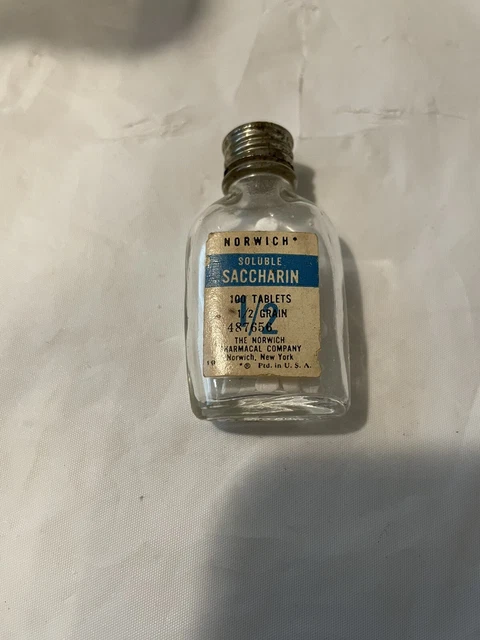 NORWICH*
SOLUBLE
SACCHARIN
100 TABLETS
1/2 GRAIN
1/2
487656
THE NORWICH
PHARMACAL COMPANY
Norwich, New York
*® Ptd. in U. S. A.